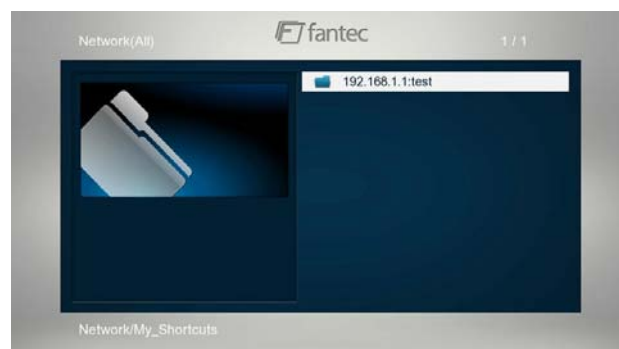 Network(All)
fantec
1 / 1
192.168.1.1:test
Network/My_Shortcuts